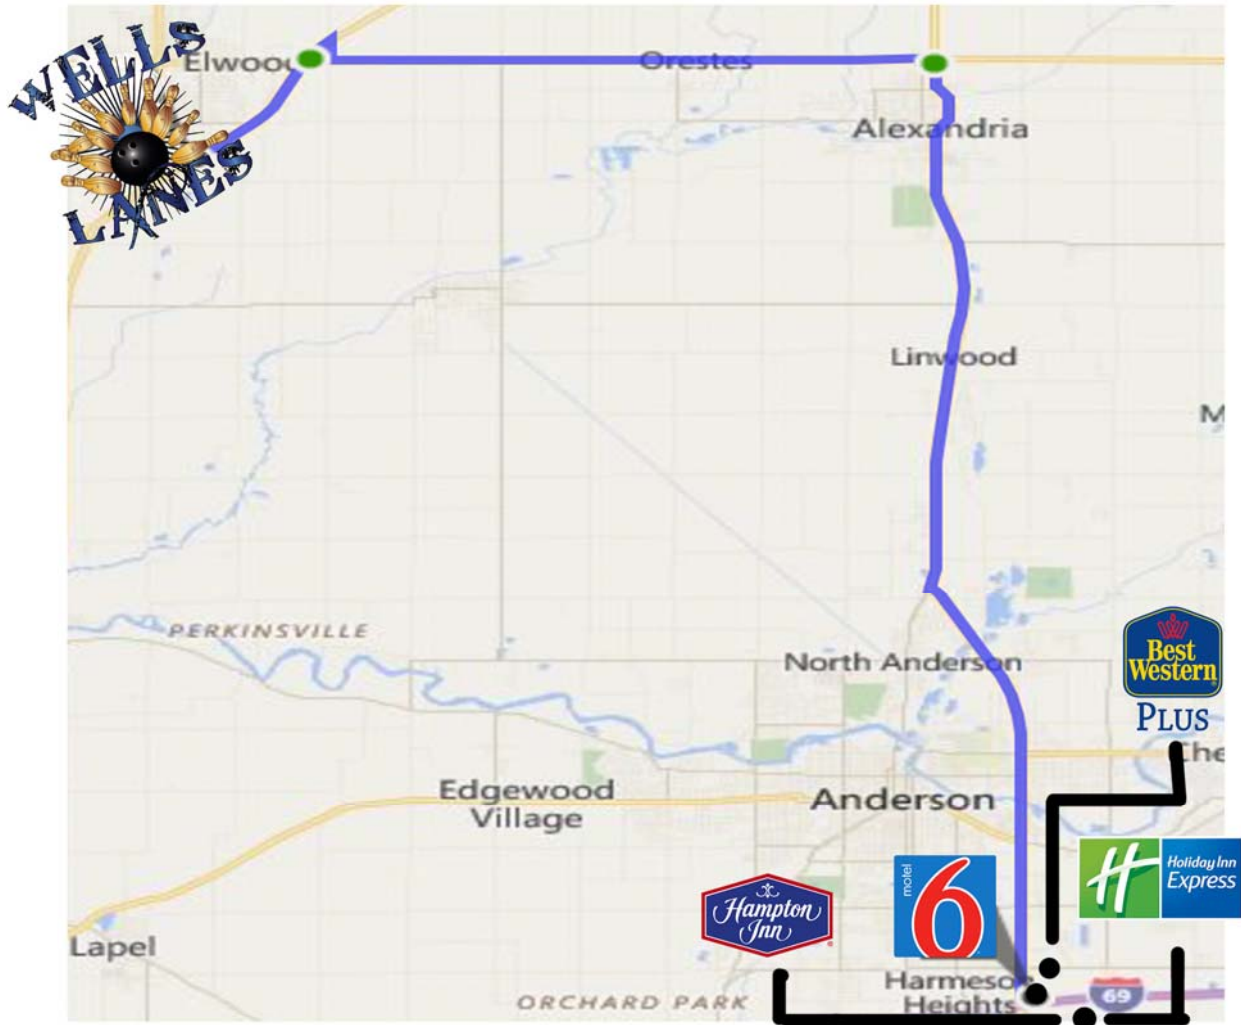 WELLS
LANES
Elwood
Orestes
Alexandria
Linwood
M
PERKINSVILLE
North Anderson
Best
Western
PLUS
Che
Edgewood
Village
Anderson
motel
6
Hampton
Inn
H
Holiday Inn
Express
Lapel
Harmeson
Heights
69
ORCHARD PARK